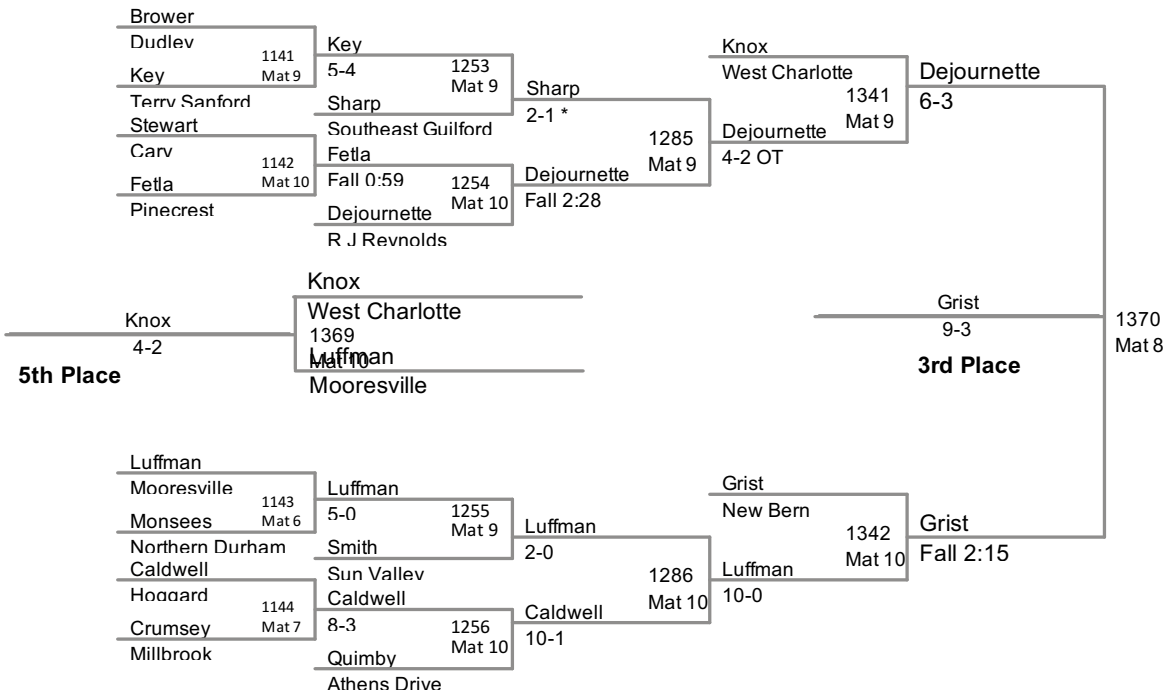 Brower
Dudley
1141
Mat 9
Key
Terry Sanford
Key
5-4
1253
Mat 9
Sharp
Southeast Guilford
Stewart
Cary
1142
Mat 10
Fetla
Pinecrest
Fetla
Fall 0:59
1254
Mat 10
Dejournette
R J Reynolds
Sharp
2-1 *
1285
Mat 9
Dejournette
Fall 2:28
Knox
West Charlotte
1341
Mat 9
Dejournette
4-2 OT
Dejournette
6-3
Knox
West Charlotte
1369
Mat 10
Luffman
Mooresville
Knox
4-2
5th Place
Grist
9-3
3rd Place
1370
Mat 8
Luffman
Mooresville
1143
Mat 6
Monsees
Northern Durham
Luffman
5-0
1255
Mat 9
Smith
Sun Valley
Caldwell
Hoggard
1144
Mat 7
Crumsey
Millbrook
Caldwell
8-3
1256
Mat 10
Quimby
Athens Drive
Luffman
2-0
1286
Mat 10
Caldwell
10-1
Grist
New Bern
1342
Mat 10
Luffman
10-0
Grist
Fall 2:15